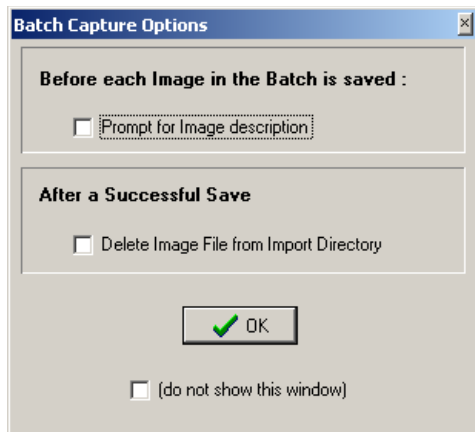 Batch Capture Options
Before each Image in the Batch is saved :
Prompt for Image description
After a Successful Save
Delete Image File from Import Directory
OK
(do not show this window)